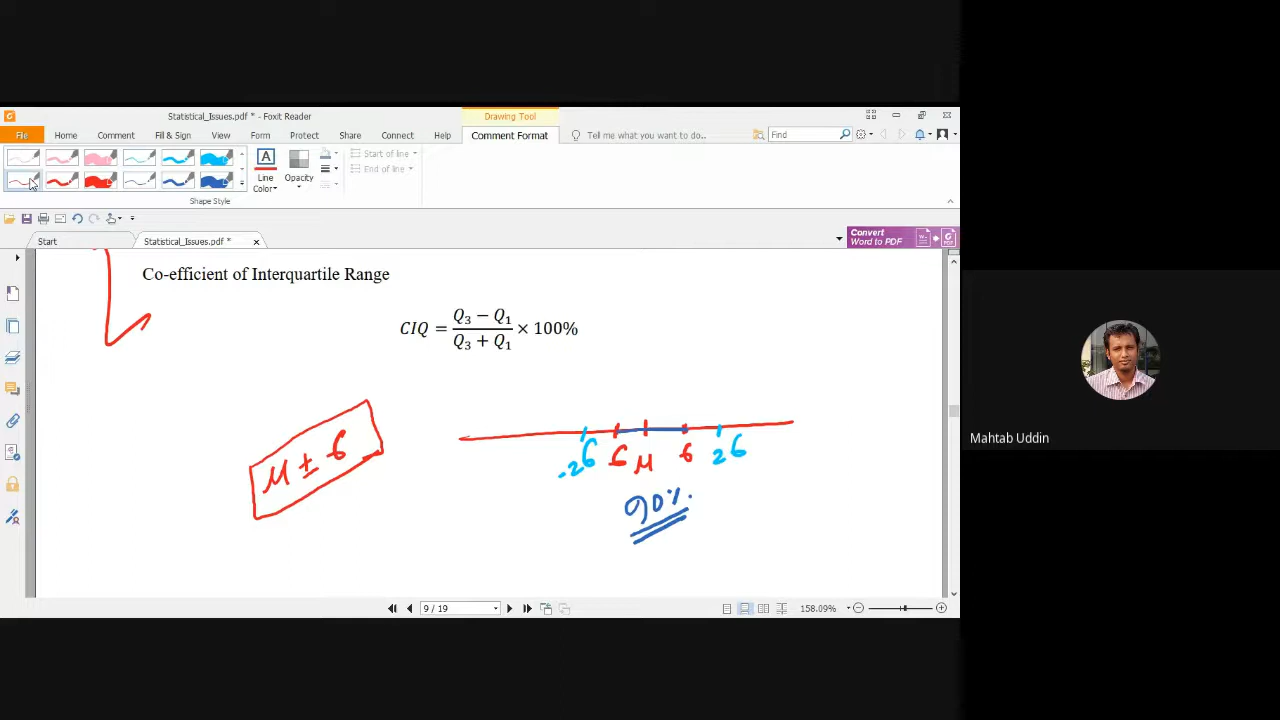 Statistical_Issues.pdf * - Foxit Reader
Drawing Tool
File Home Comment Fill & Sign View Form Protect Share Connect Help Comment Format Tell me what you want to do.. Find
Line Color Opacity Start of line End of line
Shape Style
Start Statistical_Issues.pdf * Convert Word to PDF
Co-efficient of Interquartile Range
CIQ = (Q3 − Q1)/(Q3 + Q1) × 100%
μ ± σ
-2σ σ μ σ 2σ
90%
Mahtab Uddin
9 / 19 158.09%